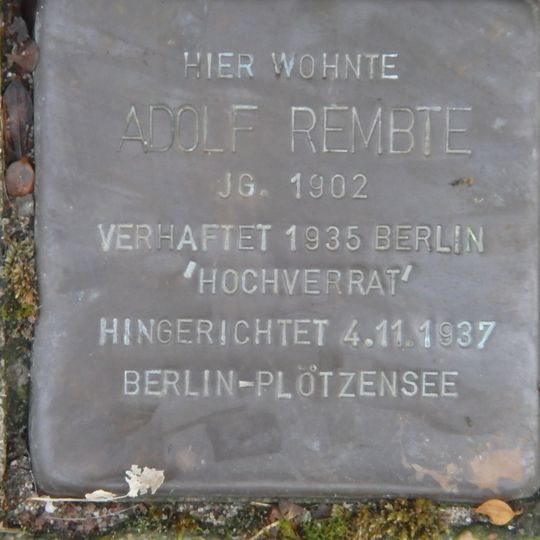 HIER WOHNTE
ADOLF REMBTE
JG. 1902
VERHAFTET 1935 BERLIN
'HOCHVERRAT'
HINGERICHTET 4.11.1937
BERLIN-PLÖTZENSEE